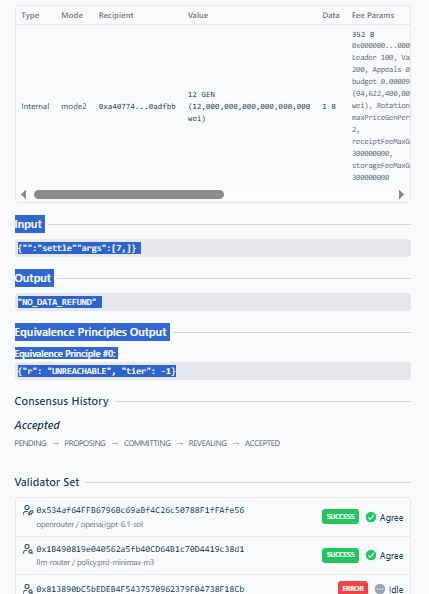 Type Mode Recipient Value Data Fee Params
352 B
0x000000...000
Leader 100, Va
200, Appeals 0
budget 0.00009
(94,622,400,00
wei), Rotation
maxPriceGenPer
2,
receiptFeeMaxG
300000000,
storageFeeMaxG
300000000
Internal mode2 0xa40774...0adfbb 12 GEN 1 B
(12,000,000,000,000,000,000
wei)
Input
{"":"settle""args":[7,]}
Output
"NO_DATA_REFUND"
Equivalence Principles Output
Equivalence Principle #0:
{"r": "UNREACHABLE", "tier": -1}
Consensus History
Accepted
PENDING → PROPOSING → COMMITTING → REVEALING → ACCEPTED
Validator Set
0x534af64FFB6796Bc69aBf4C26c50788F1fFAfe56 SUCCESS Agree
openrouter / openai/gpt-6.1-sol
0x1B490819e040562a5fb40CD64B1c70D4419c38d1 SUCCESS Agree
llm-router / policy:prd-minimax-m3
0x813890bC5bEDEB4F5437570962379F04738F18Cb ERROR Idle